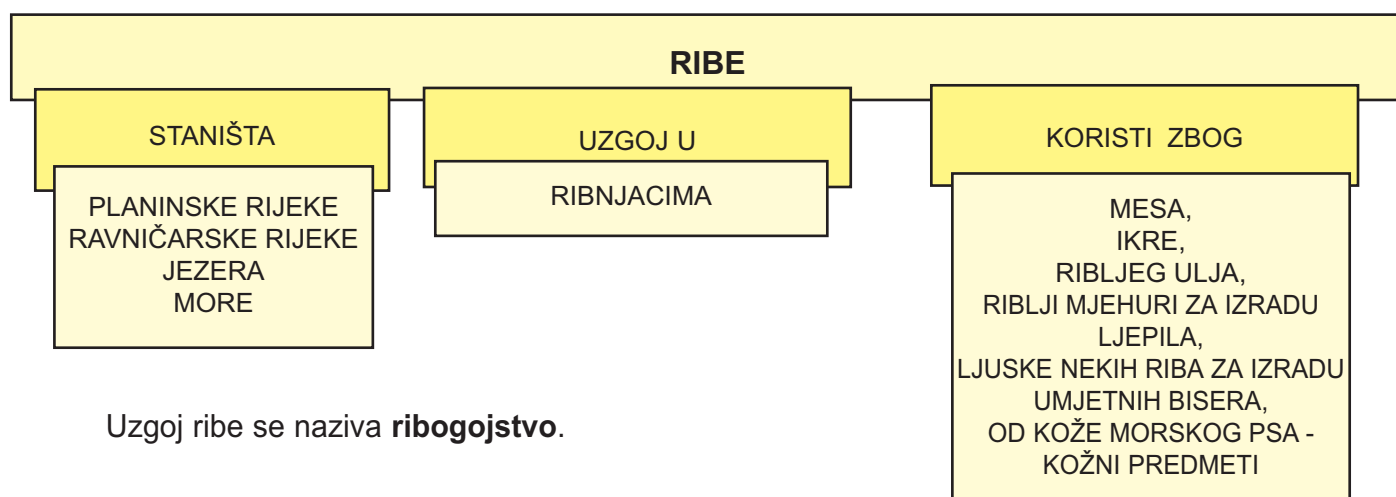 RIBE
STANIŠTA
PLANINSKE RIJEKE
RAVNIČARSKE RIJEKE
JEZERA
MORE
UZGOJ U
RIBNJACIMA
KORISTI ZBOG
MESA,
IKRE,
RIBLJEG ULJA,
RIBLJI MJEHURI ZA IZRADU
LJEPILA,
LJUSKE NEKIH RIBA ZA IZRADU
UMJETNIH BISERA,
OD KOŽE MORSKOG PSA -
KOŽNI PREDMETI
Uzgoj ribe se naziva ribogojstvo.